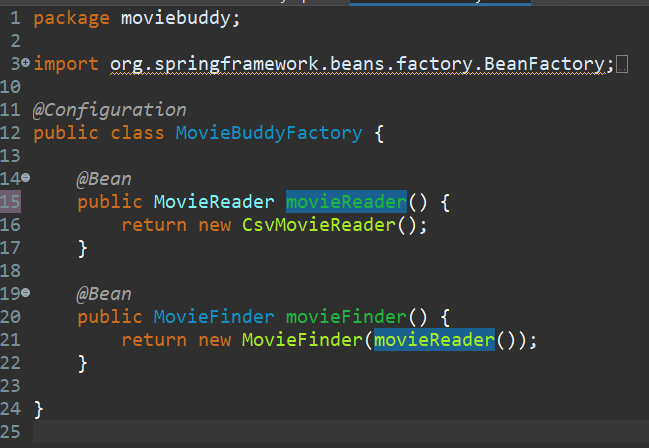 1 package moviebuddy;
2
3 import org.springframework.beans.factory.BeanFactory;
10
11 @Configuration
12 public class MovieBuddyFactory {
13
14 @Bean
15 public MovieReader movieReader() {
16 return new CsvMovieReader();
17 }
18
19 @Bean
20 public MovieFinder movieFinder() {
21 return new MovieFinder(movieReader());
22 }
23
24 }
25